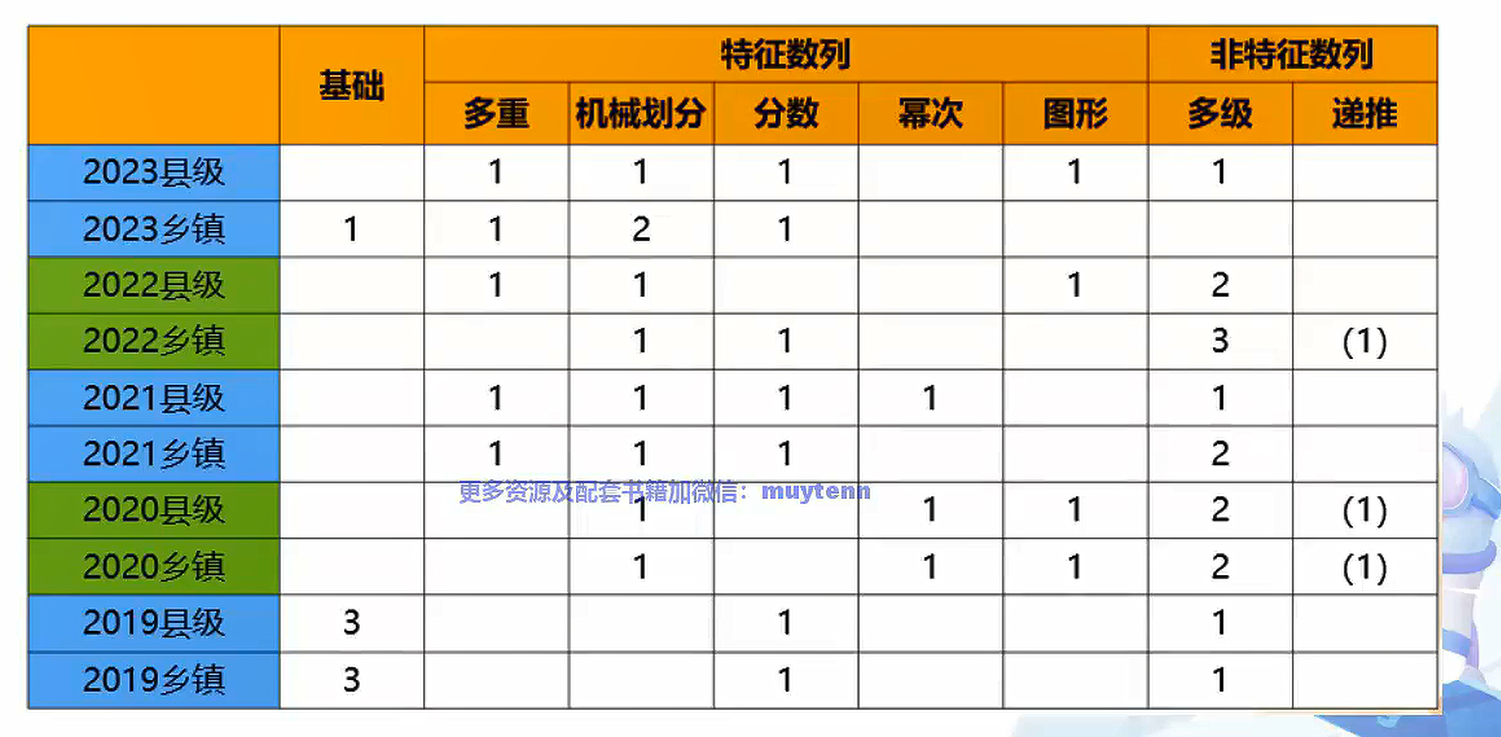 基础 特征数列 非特征数列
多重 机械划分 分数 幂次 图形 多级 递推
2023县级 1 1 1 1 1
2023乡镇 1 1 2 1
2022县级 1 1 1 2
2022乡镇 1 1 3 (1)
2021县级 1 1 1 1 1
2021乡镇 1 1 1 2
更多资源及配套书籍加微信：muytenn
2020县级 1 1 1 2 (1)
2020乡镇 1 1 1 2 (1)
2019县级 3 1 1
2019乡镇 3 1 1